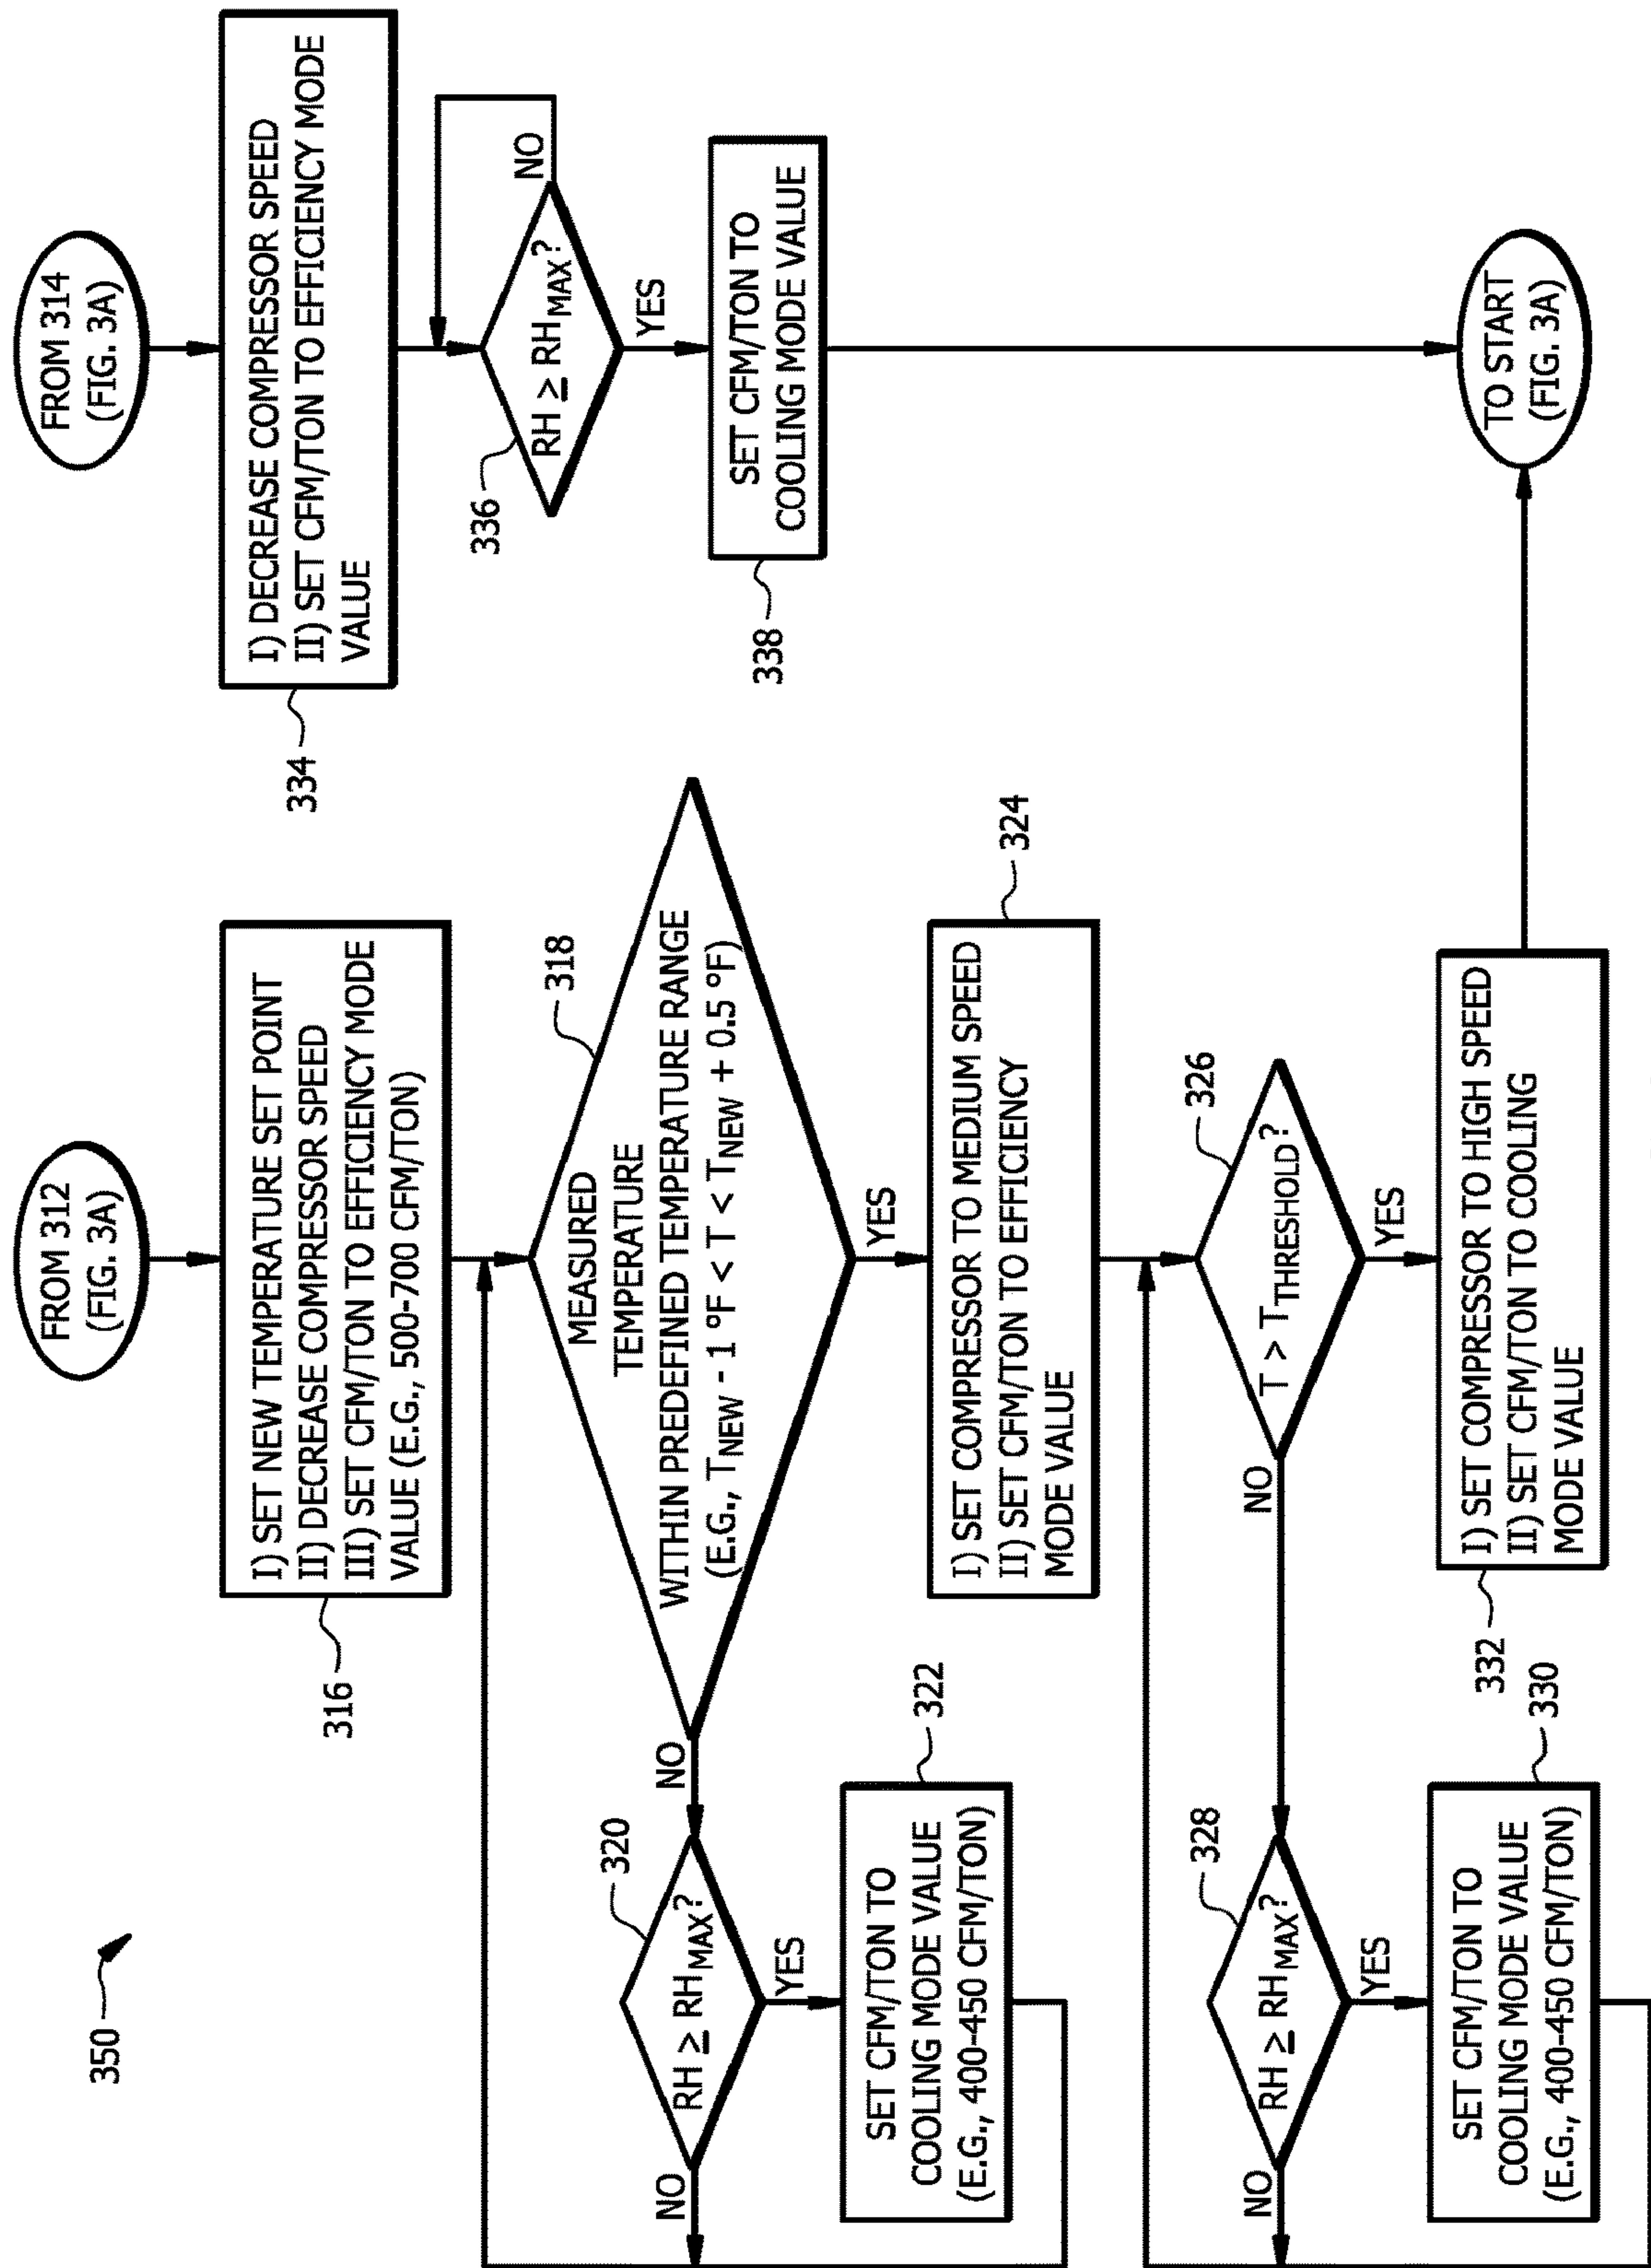 350
FROM 312
(FIG. 3A)
316
I) SET NEW TEMPERATURE SET POINT
II) DECREASE COMPRESSOR SPEED
III) SET CFM/TON TO EFFICIENCY MODE
VALUE (E.G., 500-700 CFM/TON)
318
MEASURED
TEMPERATURE
WITHIN PREDEFINED TEMPERATURE RANGE
(E.G., TNEW - 1 °F < T < TNEW + 0.5 °F)
NO
YES
320
RH ≥ RHMAX?
NO
YES
322
SET CFM/TON TO
COOLING MODE VALUE
(E.G., 400-450 CFM/TON)
324
I) SET COMPRESSOR TO MEDIUM SPEED
II) SET CFM/TON TO EFFICIENCY
MODE VALUE
326
T > TTHRESHOLD?
NO
YES
328
RH ≥ RHMAX?
NO
YES
330
SET CFM/TON TO
COOLING MODE VALUE
(E.G., 400-450 CFM/TON)
332
I) SET COMPRESSOR TO HIGH SPEED
II) SET CFM/TON TO COOLING
MODE VALUE
FROM 314
(FIG. 3A)
334
I) DECREASE COMPRESSOR SPEED
II) SET CFM/TON TO EFFICIENCY MODE
VALUE
336
RH ≥ RHMAX?
NO
YES
338
SET CFM/TON TO
COOLING MODE VALUE
TO START
(FIG. 3A)